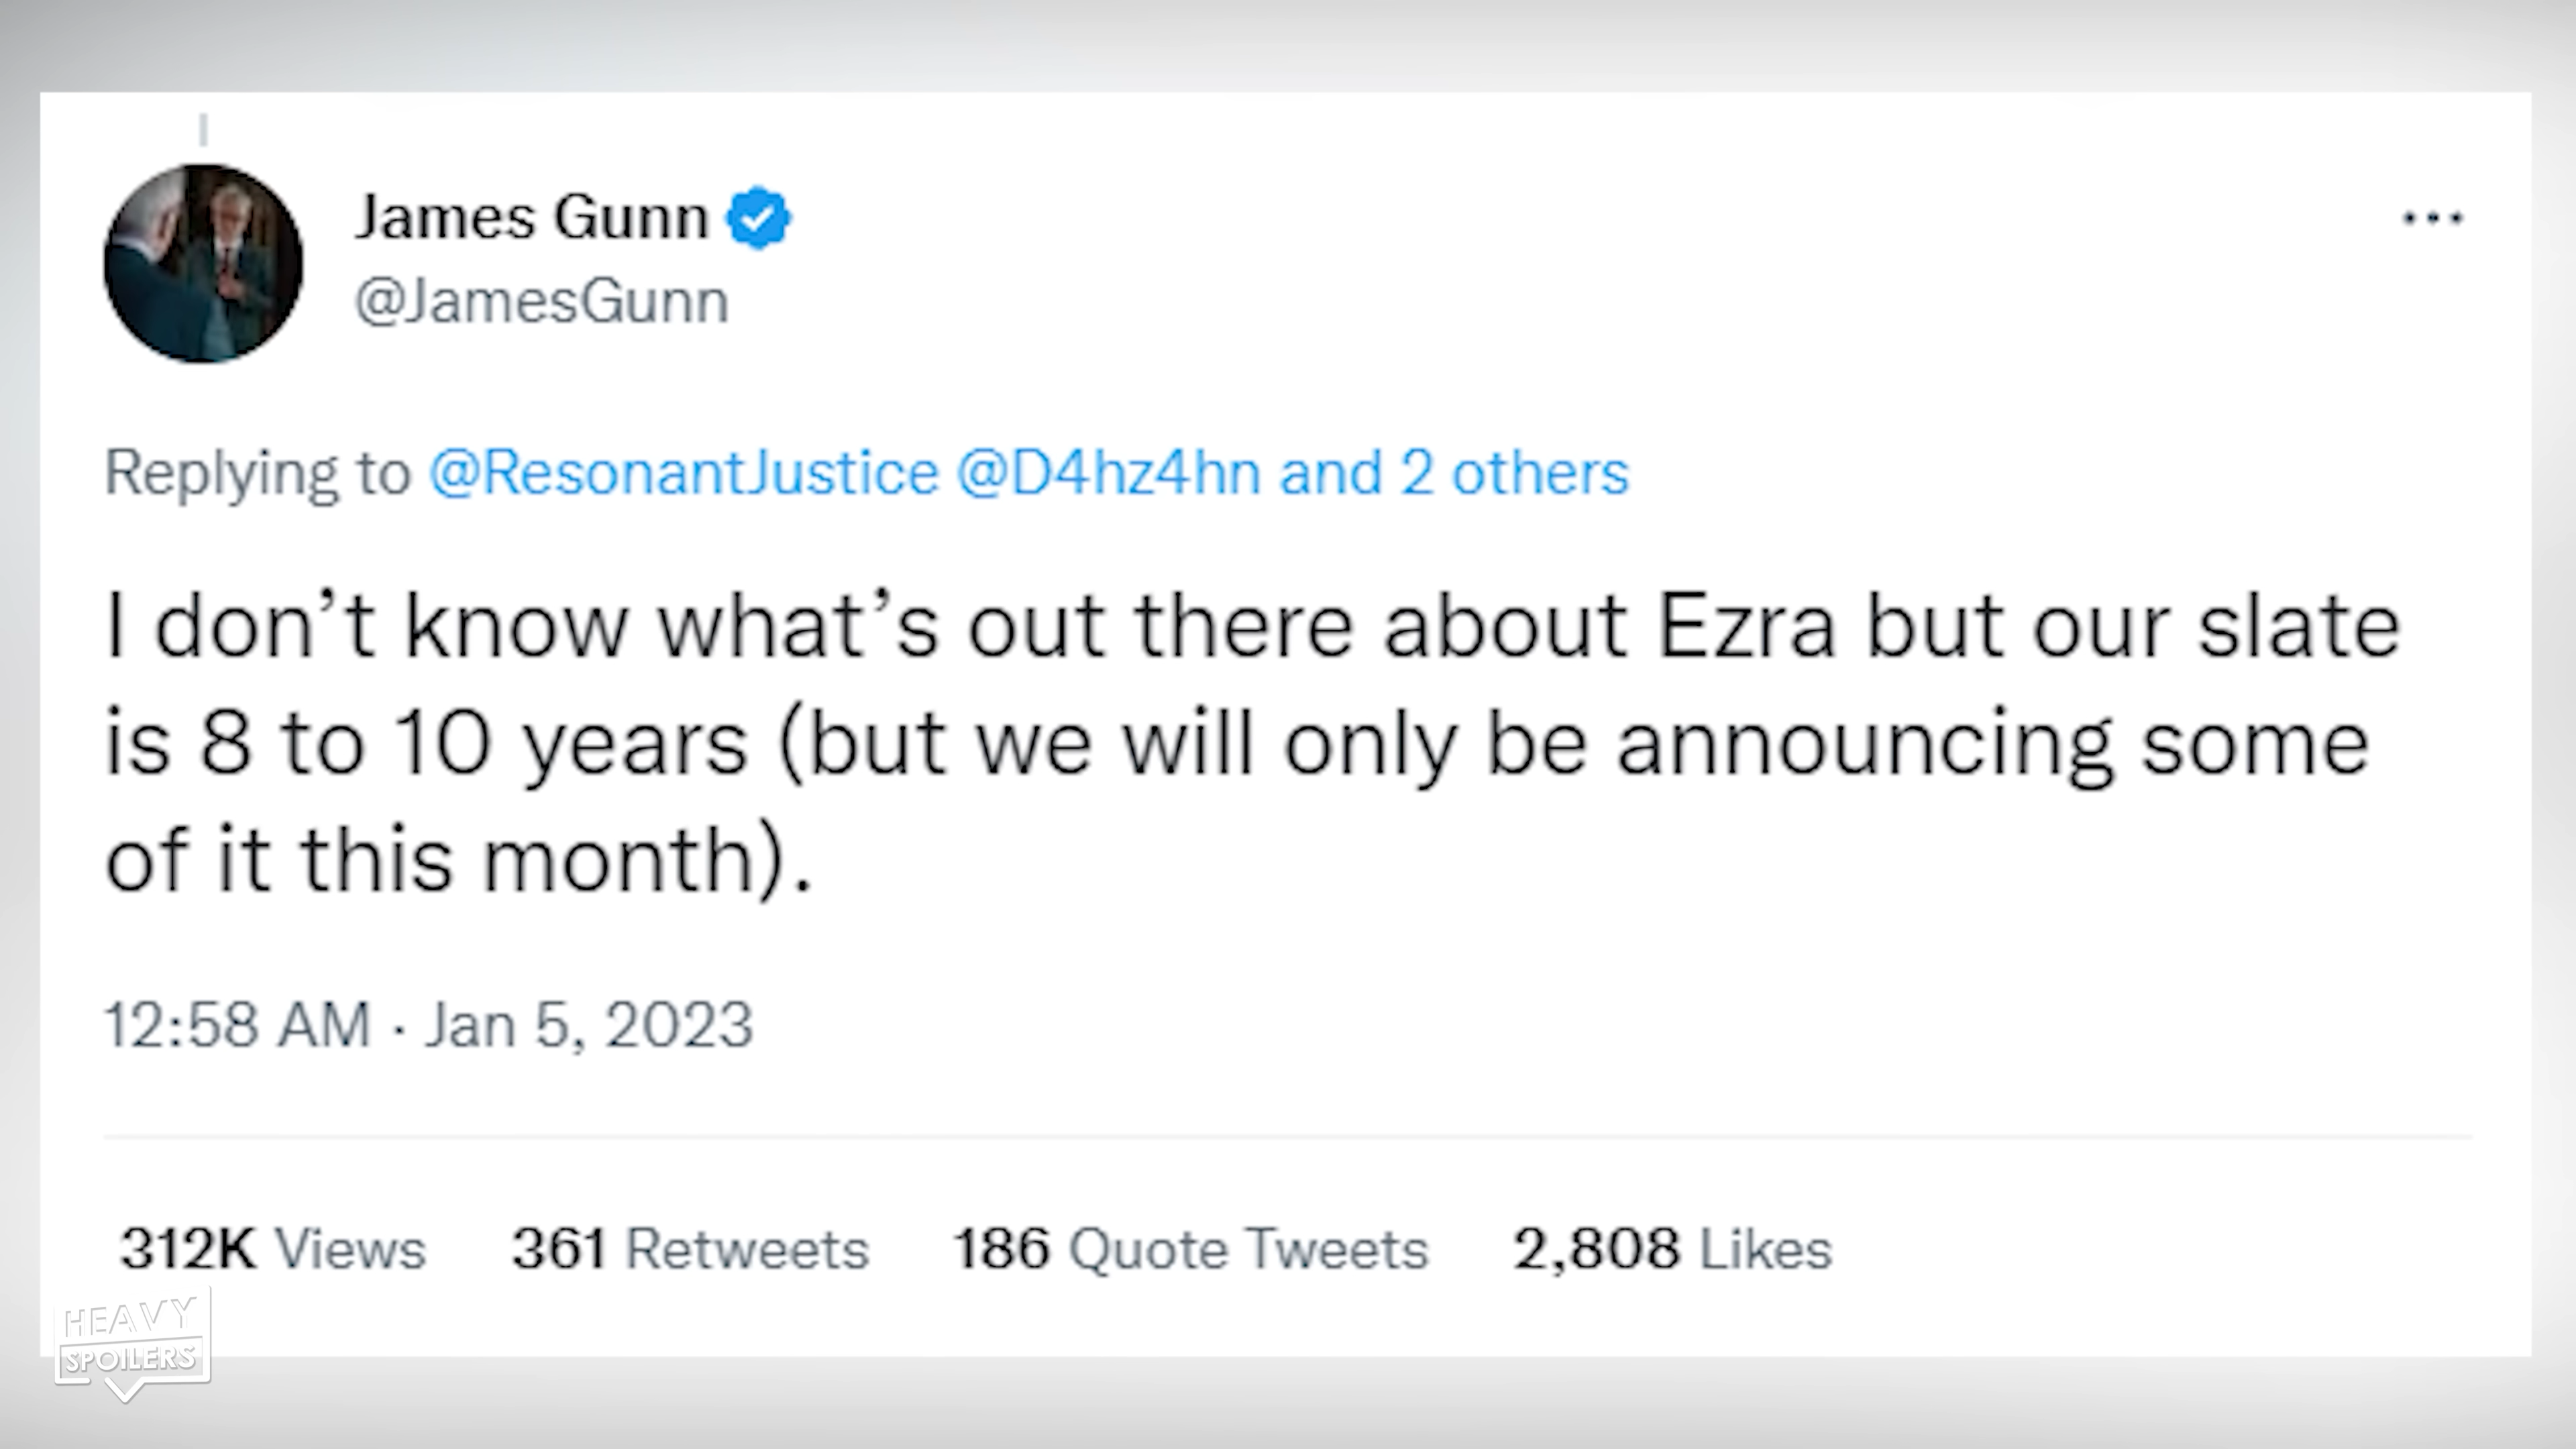 James Gunn
@JamesGunn
Replying to @ResonantJustice @D4hz4hn and 2 others
I don’t know what’s out there about Ezra but our slate
is 8 to 10 years (but we will only be announcing some
of it this month).
12:58 AM · Jan 5, 2023
312K Views 361 Retweets 186 Quote Tweets 2,808 Likes
HEAVY
SPOILERS